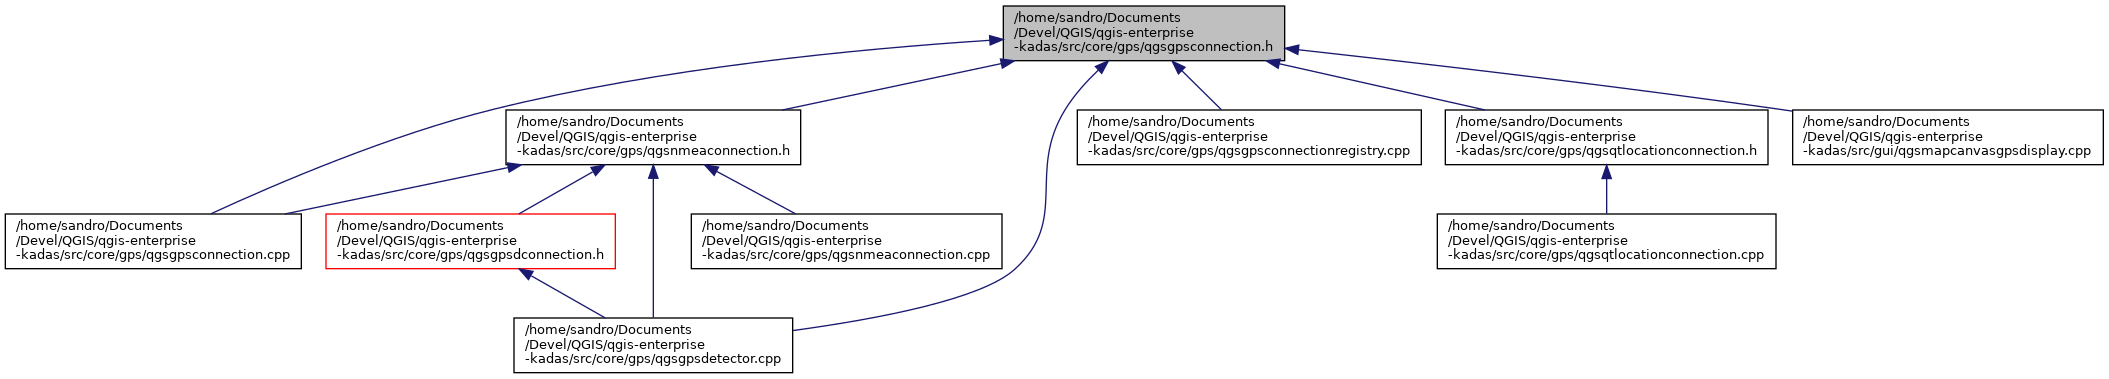 /home/sandro/Documents
/Devel/QGIS/qgis-enterprise
-kadas/src/core/gps/qgsgpsconnection.h
/home/sandro/Documents
/Devel/QGIS/qgis-enterprise
-kadas/src/core/gps/qgsnmeaconnection.h
/home/sandro/Documents
/Devel/QGIS/qgis-enterprise
-kadas/src/core/gps/qgsgpsconnectionregistry.cpp
/home/sandro/Documents
/Devel/QGIS/qgis-enterprise
-kadas/src/core/gps/qgsqtlocationconnection.h
/home/sandro/Documents
/Devel/QGIS/qgis-enterprise
-kadas/src/gui/qgsmapcanvasgpsdisplay.cpp
/home/sandro/Documents
/Devel/QGIS/qgis-enterprise
-kadas/src/core/gps/qgsgpsconnection.cpp
/home/sandro/Documents
/Devel/QGIS/qgis-enterprise
-kadas/src/core/gps/qgsgpsdconnection.h
/home/sandro/Documents
/Devel/QGIS/qgis-enterprise
-kadas/src/core/gps/qgsnmeaconnection.cpp
/home/sandro/Documents
/Devel/QGIS/qgis-enterprise
-kadas/src/core/gps/qgsqtlocationconnection.cpp
/home/sandro/Documents
/Devel/QGIS/qgis-enterprise
-kadas/src/core/gps/qgsgpsdetector.cpp